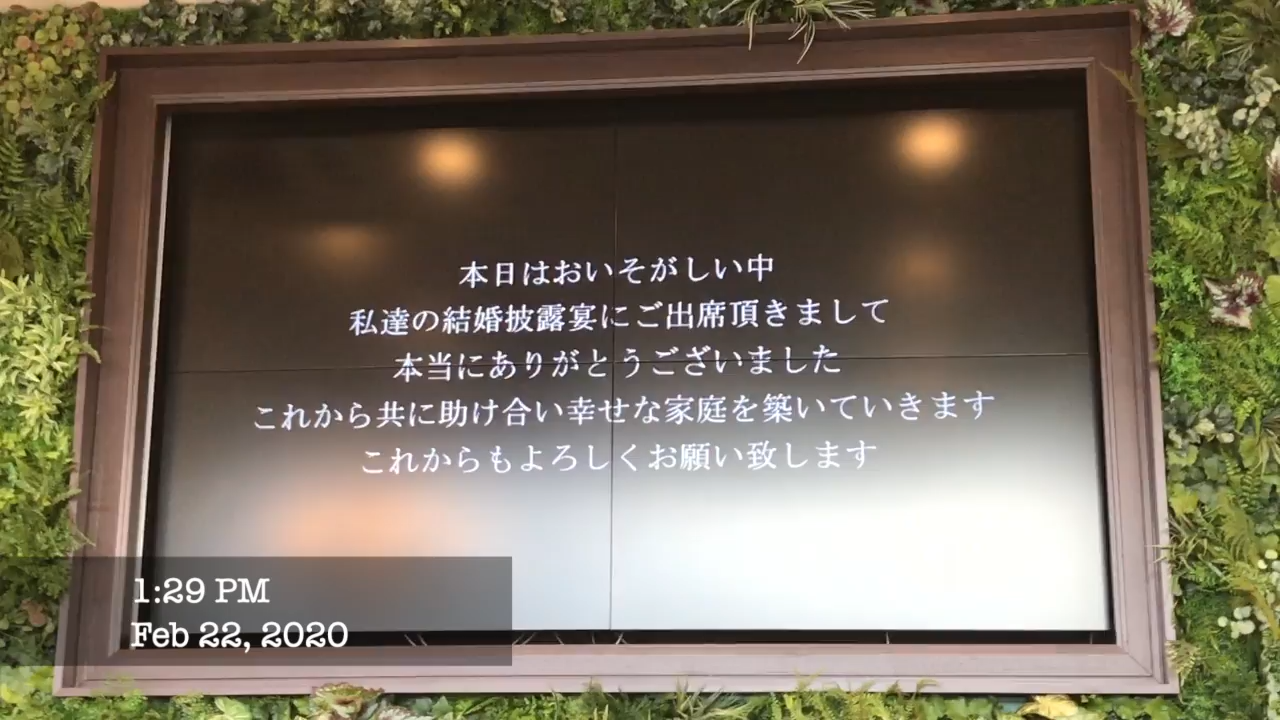 本日はおいそがしい中
私達の結婚披露宴にご出席頂きまして
本当にありがとうございました
これから共に助け合い幸せな家庭を築いていきます
これからもよろしくお願い致します
1:29 PM
Feb 22, 2020